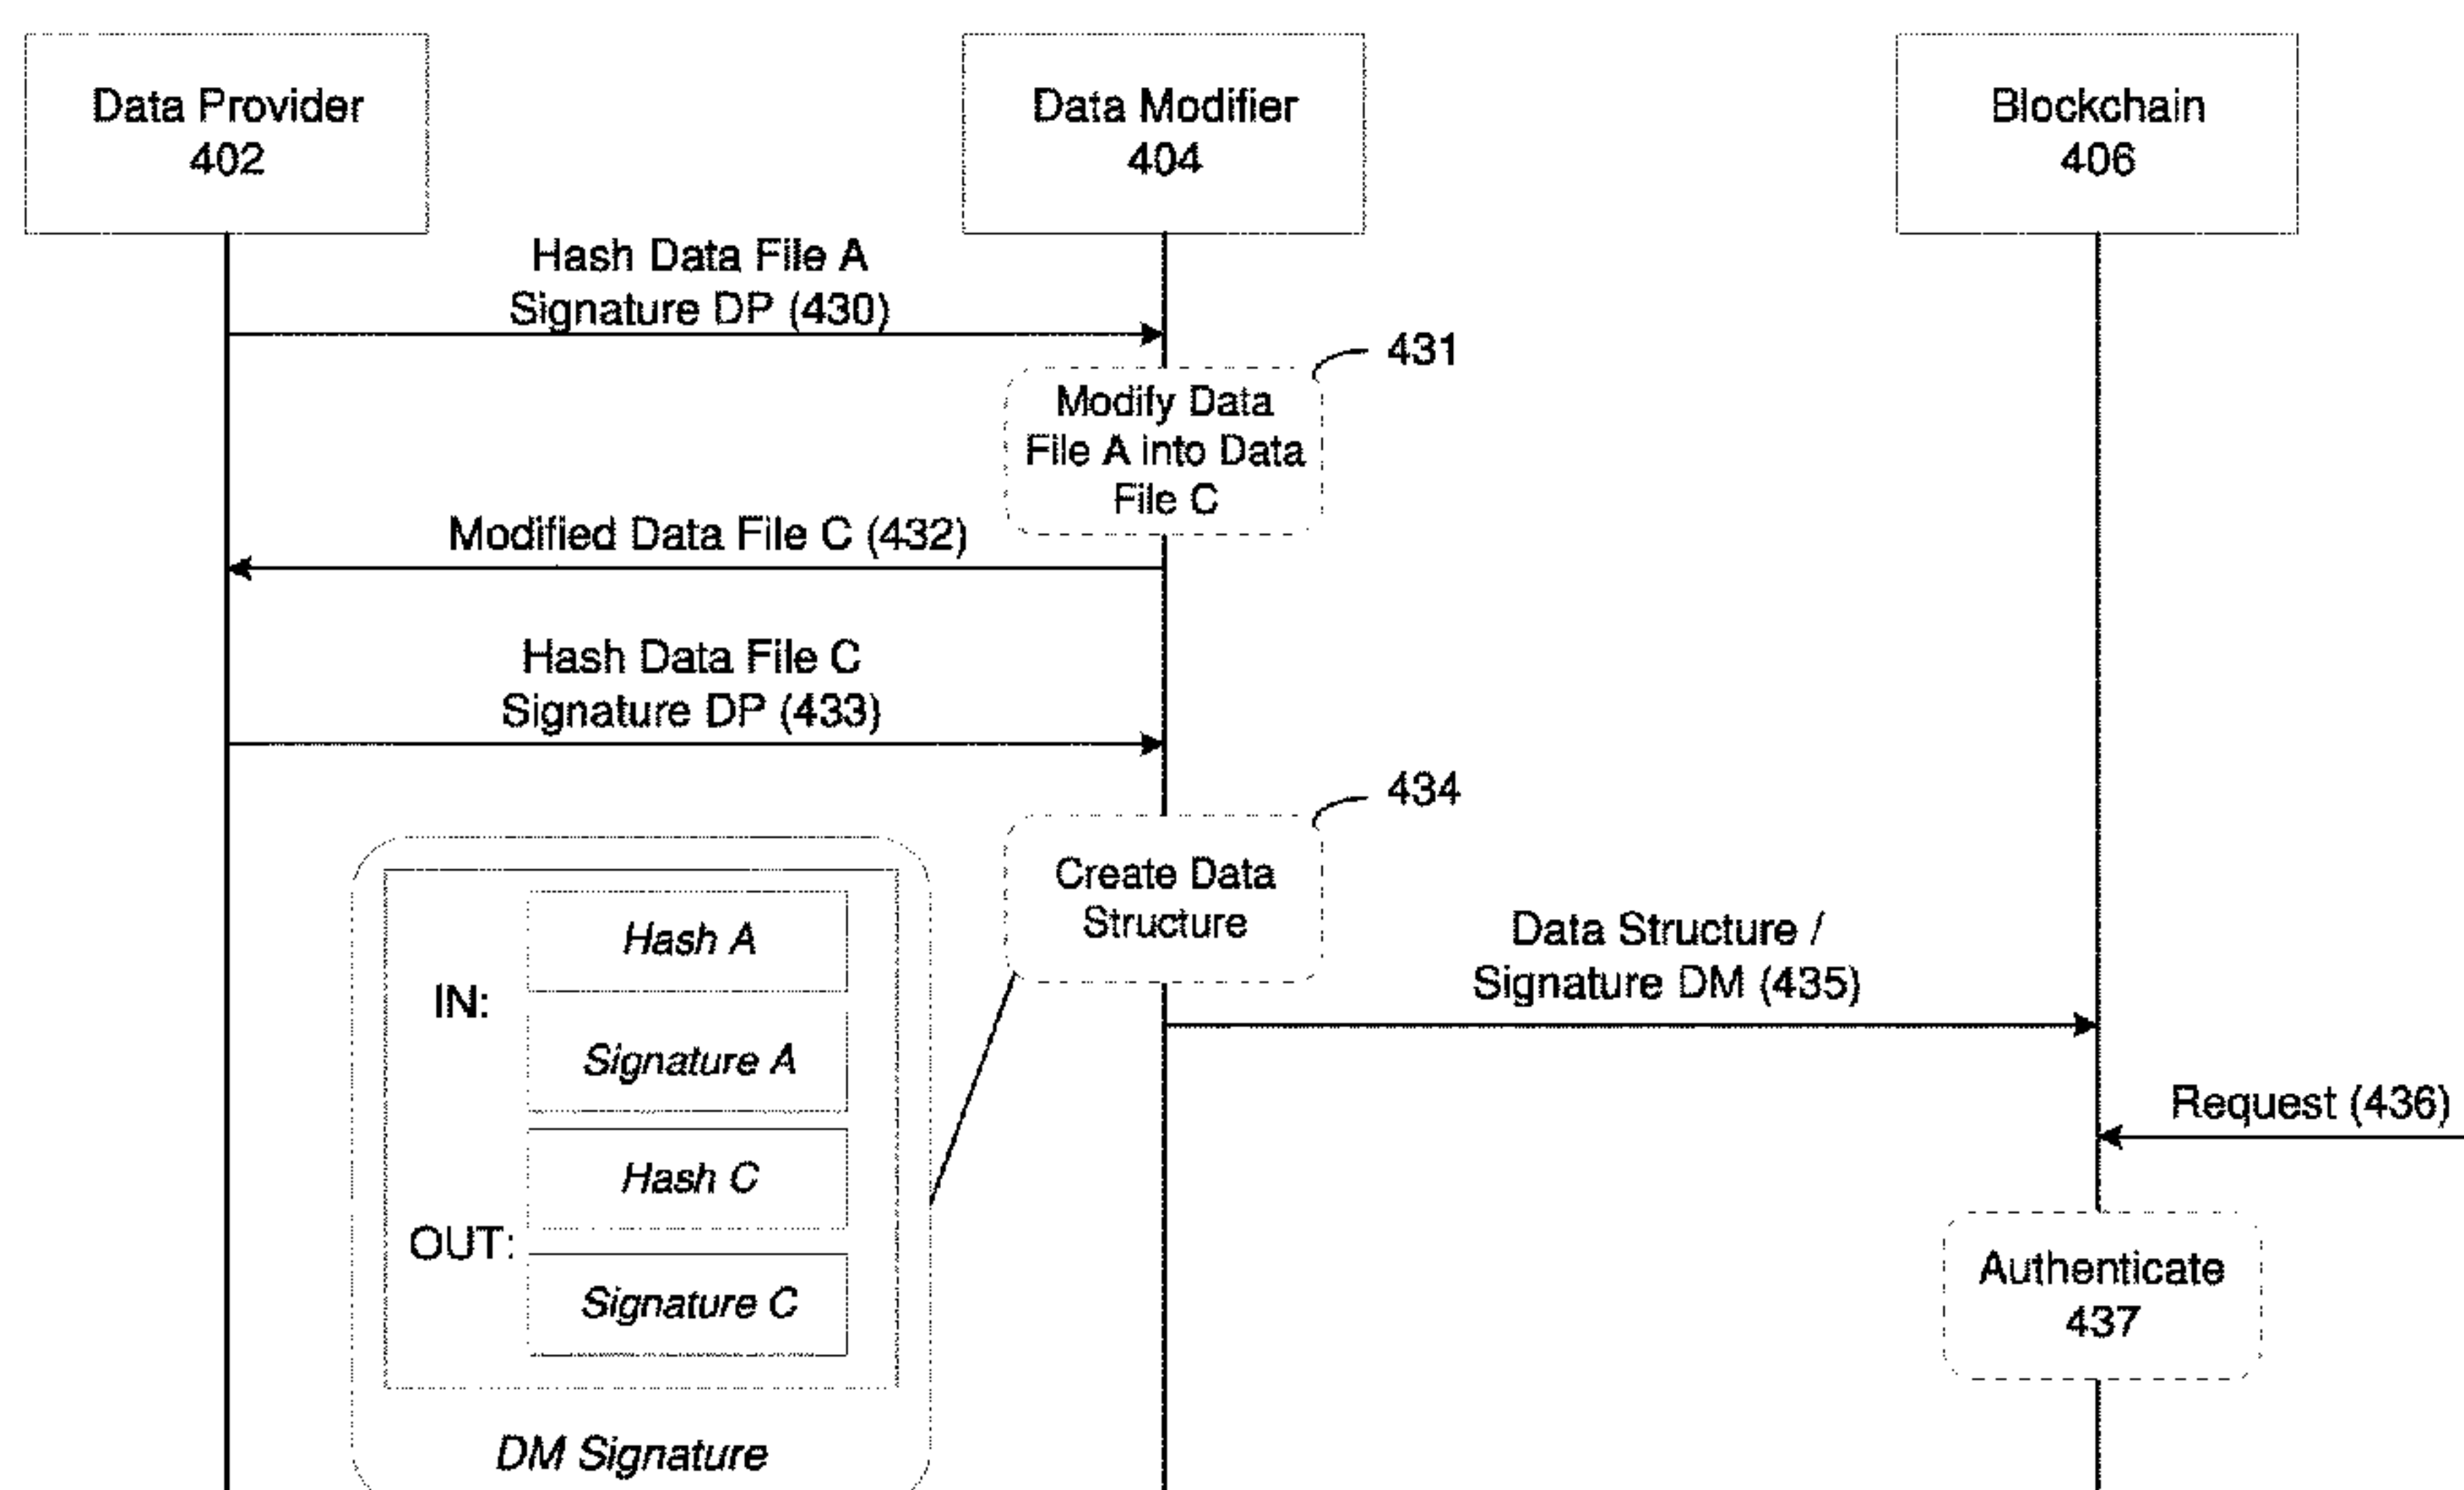 Data Provider
402
Data Modifier
404
Blockchain
406
Hash Data File A
Signature DP (430)
431
Modify Data
File A into Data
File C
Modified Data File C (432)
Hash Data File C
Signature DP (433)
434
Create Data
Structure
Data Structure /
Signature DM (435)
Request (436)
IN:
Hash A
Signature A
OUT:
Hash C
Signature C
DM Signature
Authenticate
437